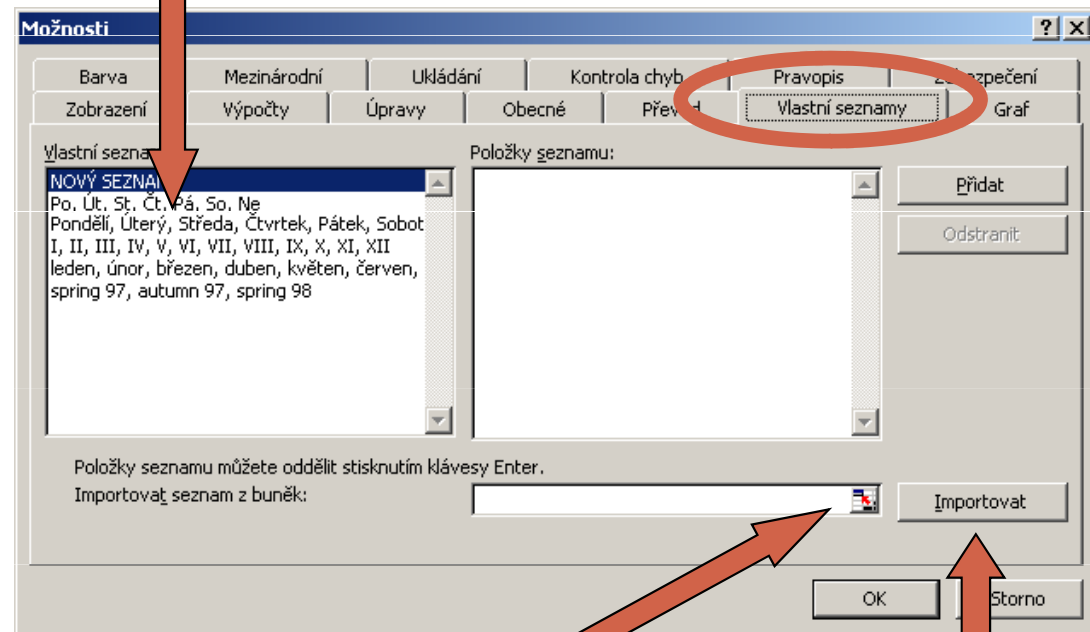 Možnosti
Barva Mezinárodní Ukládání Kontrola chyb Pravopis
Zobrazení Výpočty Úpravy Obecné Vlastní seznamy Graf
Položky seznamu:
NOVÝ
Po. Út. St. Čt. Pá. So. Ne
Pondělí, Úterý, Středa, Čtvrtek, Pátek, Sobot
I, II, III, IV, V, VI, VII, VIII, IX, X, XI, XII
leden, únor, březen, duben, květen, červen,
spring 97, autumn 97, spring 98
Přidat
Odstranit
Položky seznamu můžete oddělit stisknutím klávesy Enter.
Importovat seznam z buněk:
Importovat
OK Storno